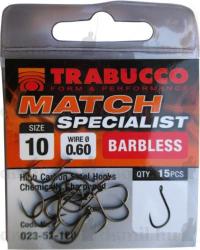 TRABUCCO
FORM & PERFORMANCE
MATCH
SPECIALIST
SIZE
10
WIRE Ø
0.60
BARBLESS
High Carbon Steel Hooks
QTY 15PCS
Chemically Sharpened
Code